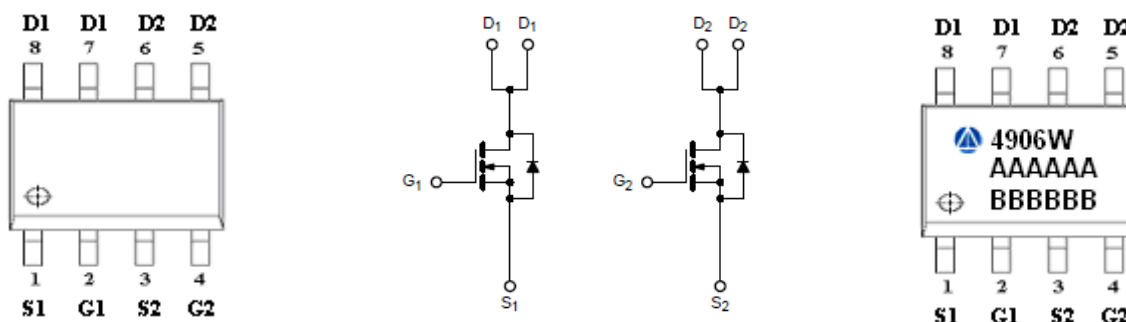 D1 D1 D2 D2
8 7 6 5
1 2 3 4
S1 G1 S2 G2
D1 D1
G1
S1
D2 D2
G2
S2
D1 D1 D2 D2
8 7 6 5
4906W
AAAAAA
BBBBBB
1 2 3 4
S1 G1 S2 G2